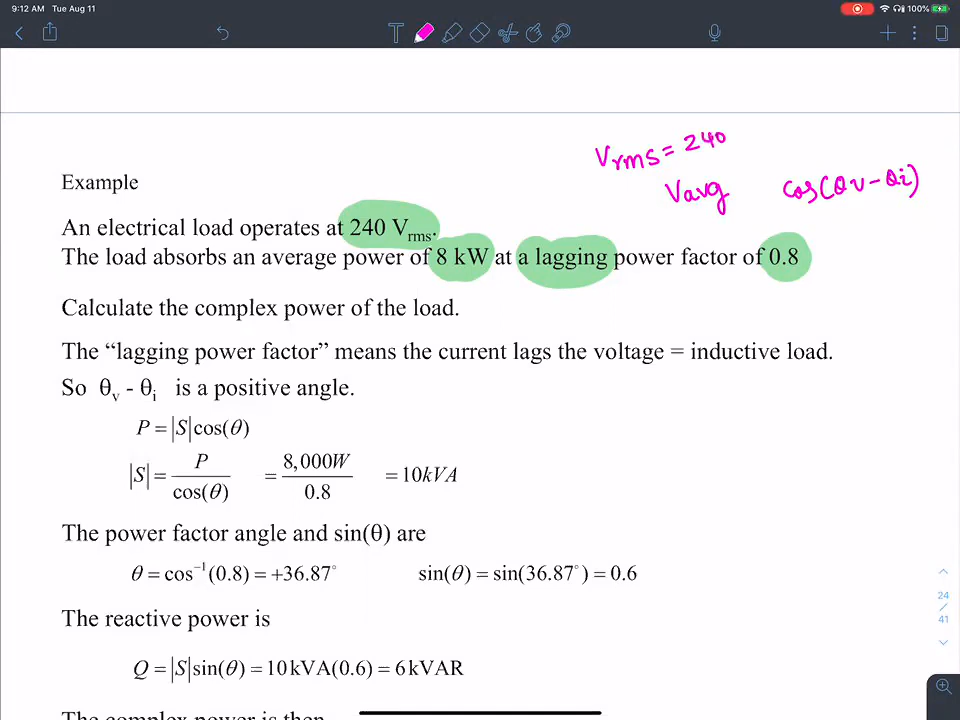 9:12 AM Tue Aug 11
100%
T
Vrms = 240
Vavg cos(θv - θi)
Example
An electrical load operates at 240 Vrms.
The load absorbs an average power of 8 kW at a lagging power factor of 0.8
Calculate the complex power of the load.
The “lagging power factor” means the current lags the voltage = inductive load.
So θv - θi is a positive angle.
P = |S| cos(θ)
|S| = P / cos(θ) = 8,000W / 0.8 = 10kVA
The power factor angle and sin(θ) are
θ = cos⁻¹(0.8) = +36.87° sin(θ) = sin(36.87°) = 0.6
24
/
41
The reactive power is
Q = |S| sin(θ) = 10 kVA(0.6) = 6 kVAR
The complex power is then